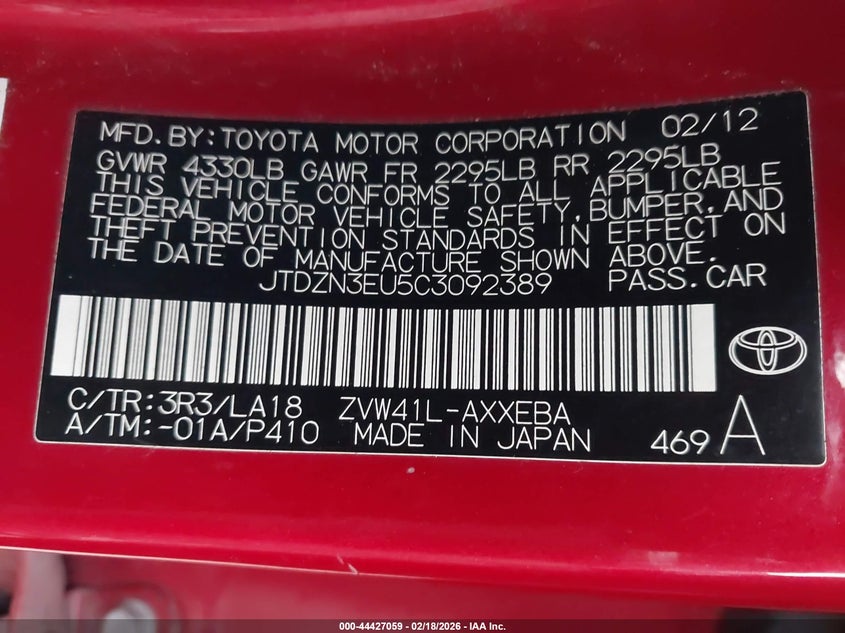 MFD.BY:TOYOTA MOTOR CORPORATION 02/12
GVWR 4330LB GAWR FR 2295LB RR 2295LB
THIS VEHICLE CONFORMS TO ALL APPLICABLE
FEDERAL MOTOR VEHICLE SAFETY,BUMPER,AND
THEFT PREVENTION STANDARDS IN EFFECT ON
THE DATE OF MANUFACTURE SHOWN ABOVE.
JTDZN3EU5C3092389 PASS.CAR
C/TR:3R3/LA18 ZVW41L-AXXEBA
A/TM:-01A/P410 MADE IN JAPAN 469 A
000-44427059 - 02/18/2026 - IAA Inc.